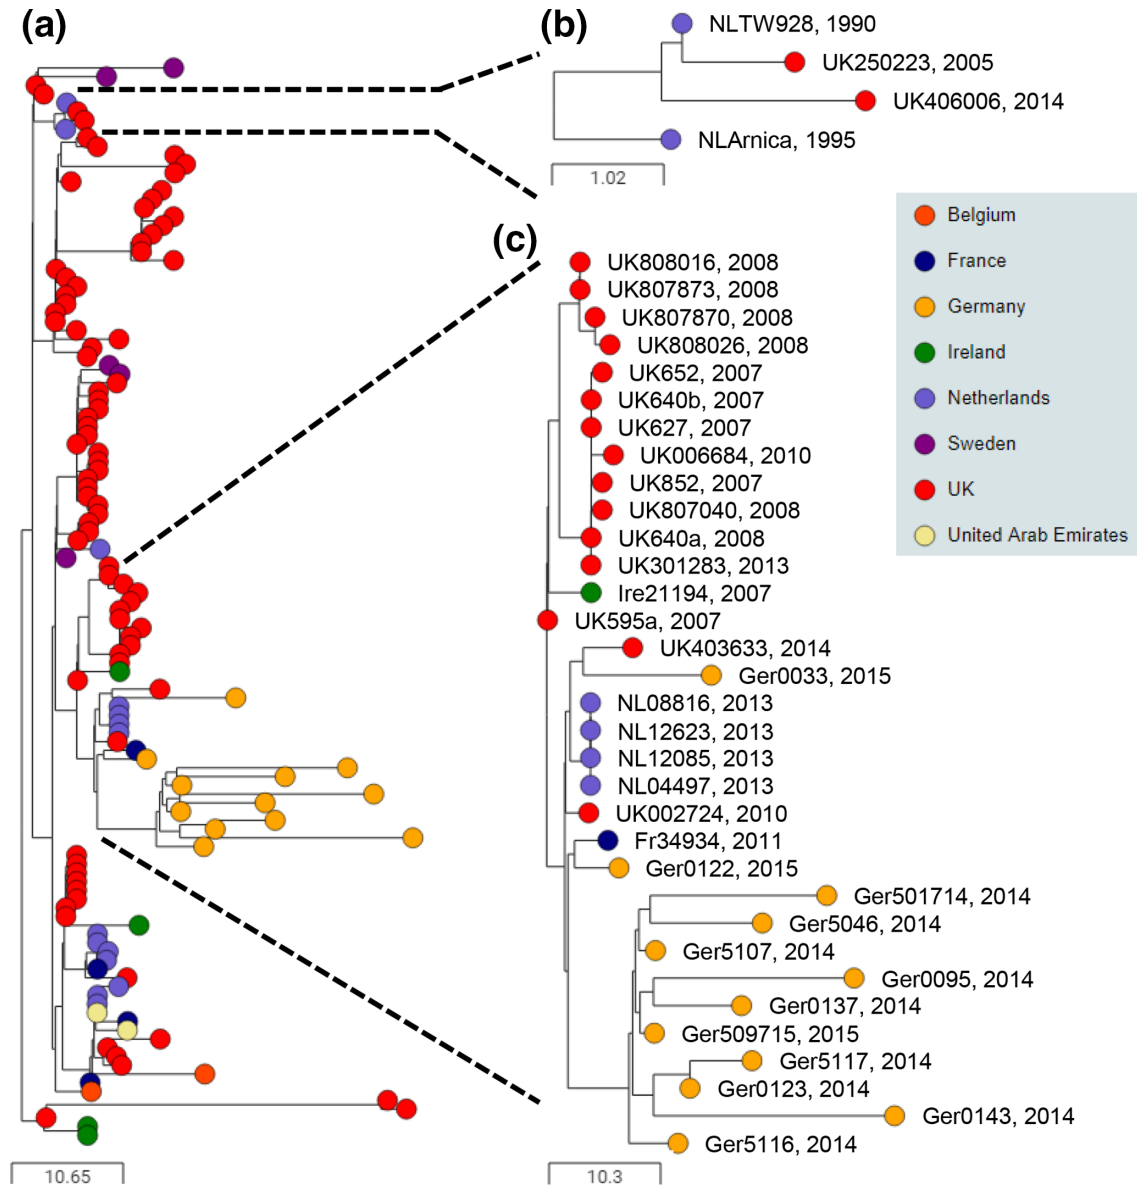 (a)
(b)
NLTW928, 1990
UK250223, 2005
UK406006, 2014
NLArnica, 1995
1.02
Belgium
France
Germany
Ireland
Netherlands
Sweden
UK
United Arab Emirates
(c)
UK808016, 2008
UK807873, 2008
UK807870, 2008
UK808026, 2008
UK652, 2007
UK640b, 2007
UK627, 2007
UK006684, 2010
UK852, 2007
UK807040, 2008
UK640a, 2008
UK301283, 2013
Ire21194, 2007
UK595a, 2007
UK403633, 2014
Ger0033, 2015
NL08816, 2013
NL12623, 2013
NL12085, 2013
NL04497, 2013
UK002724, 2010
Fr34934, 2011
Ger0122, 2015
Ger501714, 2014
Ger5046, 2014
Ger5107, 2014
Ger0095, 2014
Ger0137, 2014
Ger509715, 2015
Ger5117, 2014
Ger0123, 2014
Ger0143, 2014
Ger5116, 2014
10.65
10.3